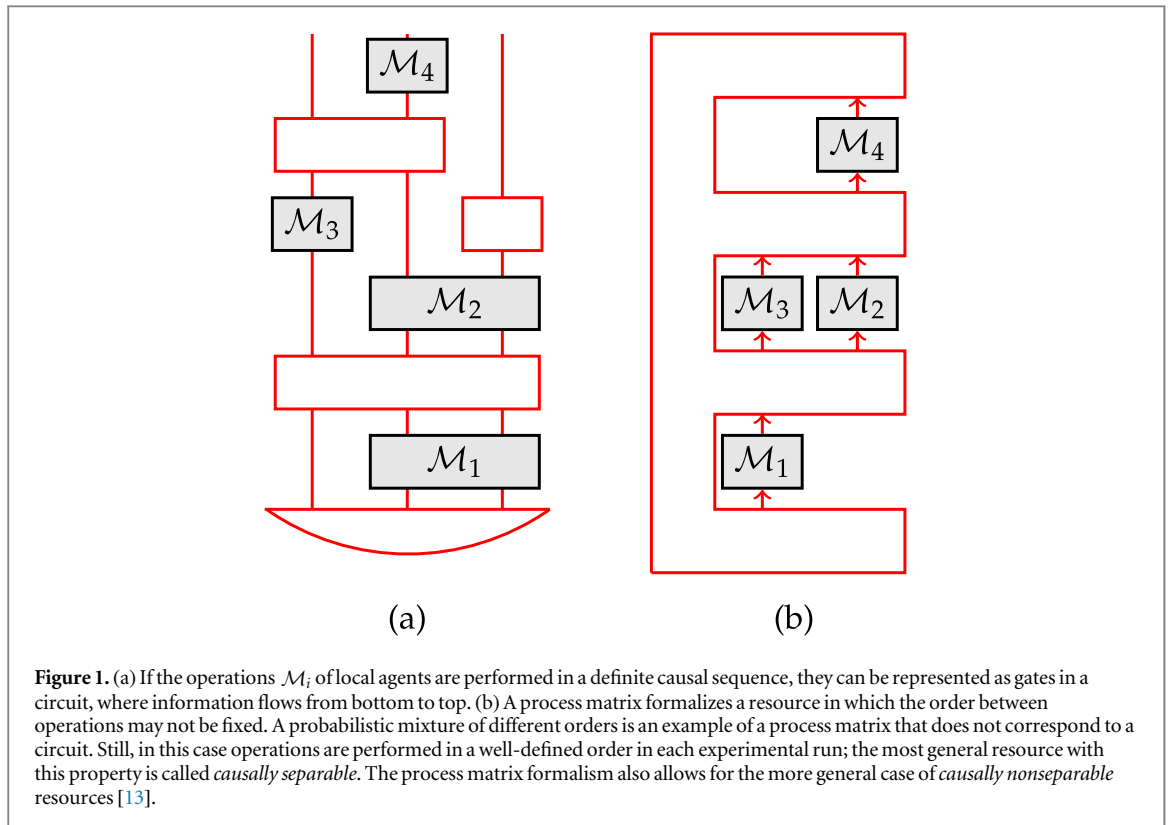 M₄
M₄
M₃
M₂
M₃ M₂
M₁
M₁
(a) (b)
Figure 1. (a) If the operations Mᵢ of local agents are performed in a definite causal sequence, they can be represented as gates in a
circuit, where information flows from bottom to top. (b) A process matrix formalizes a resource in which the order between
operations may not be fixed. A probabilistic mixture of different orders is an example of a process matrix that does not correspond to a
circuit. Still, in this case operations are performed in a well-defined order in each experimental run; the most general resource with
this property is called causally separable. The process matrix formalism also allows for the more general case of causally nonseparable
resources [13].